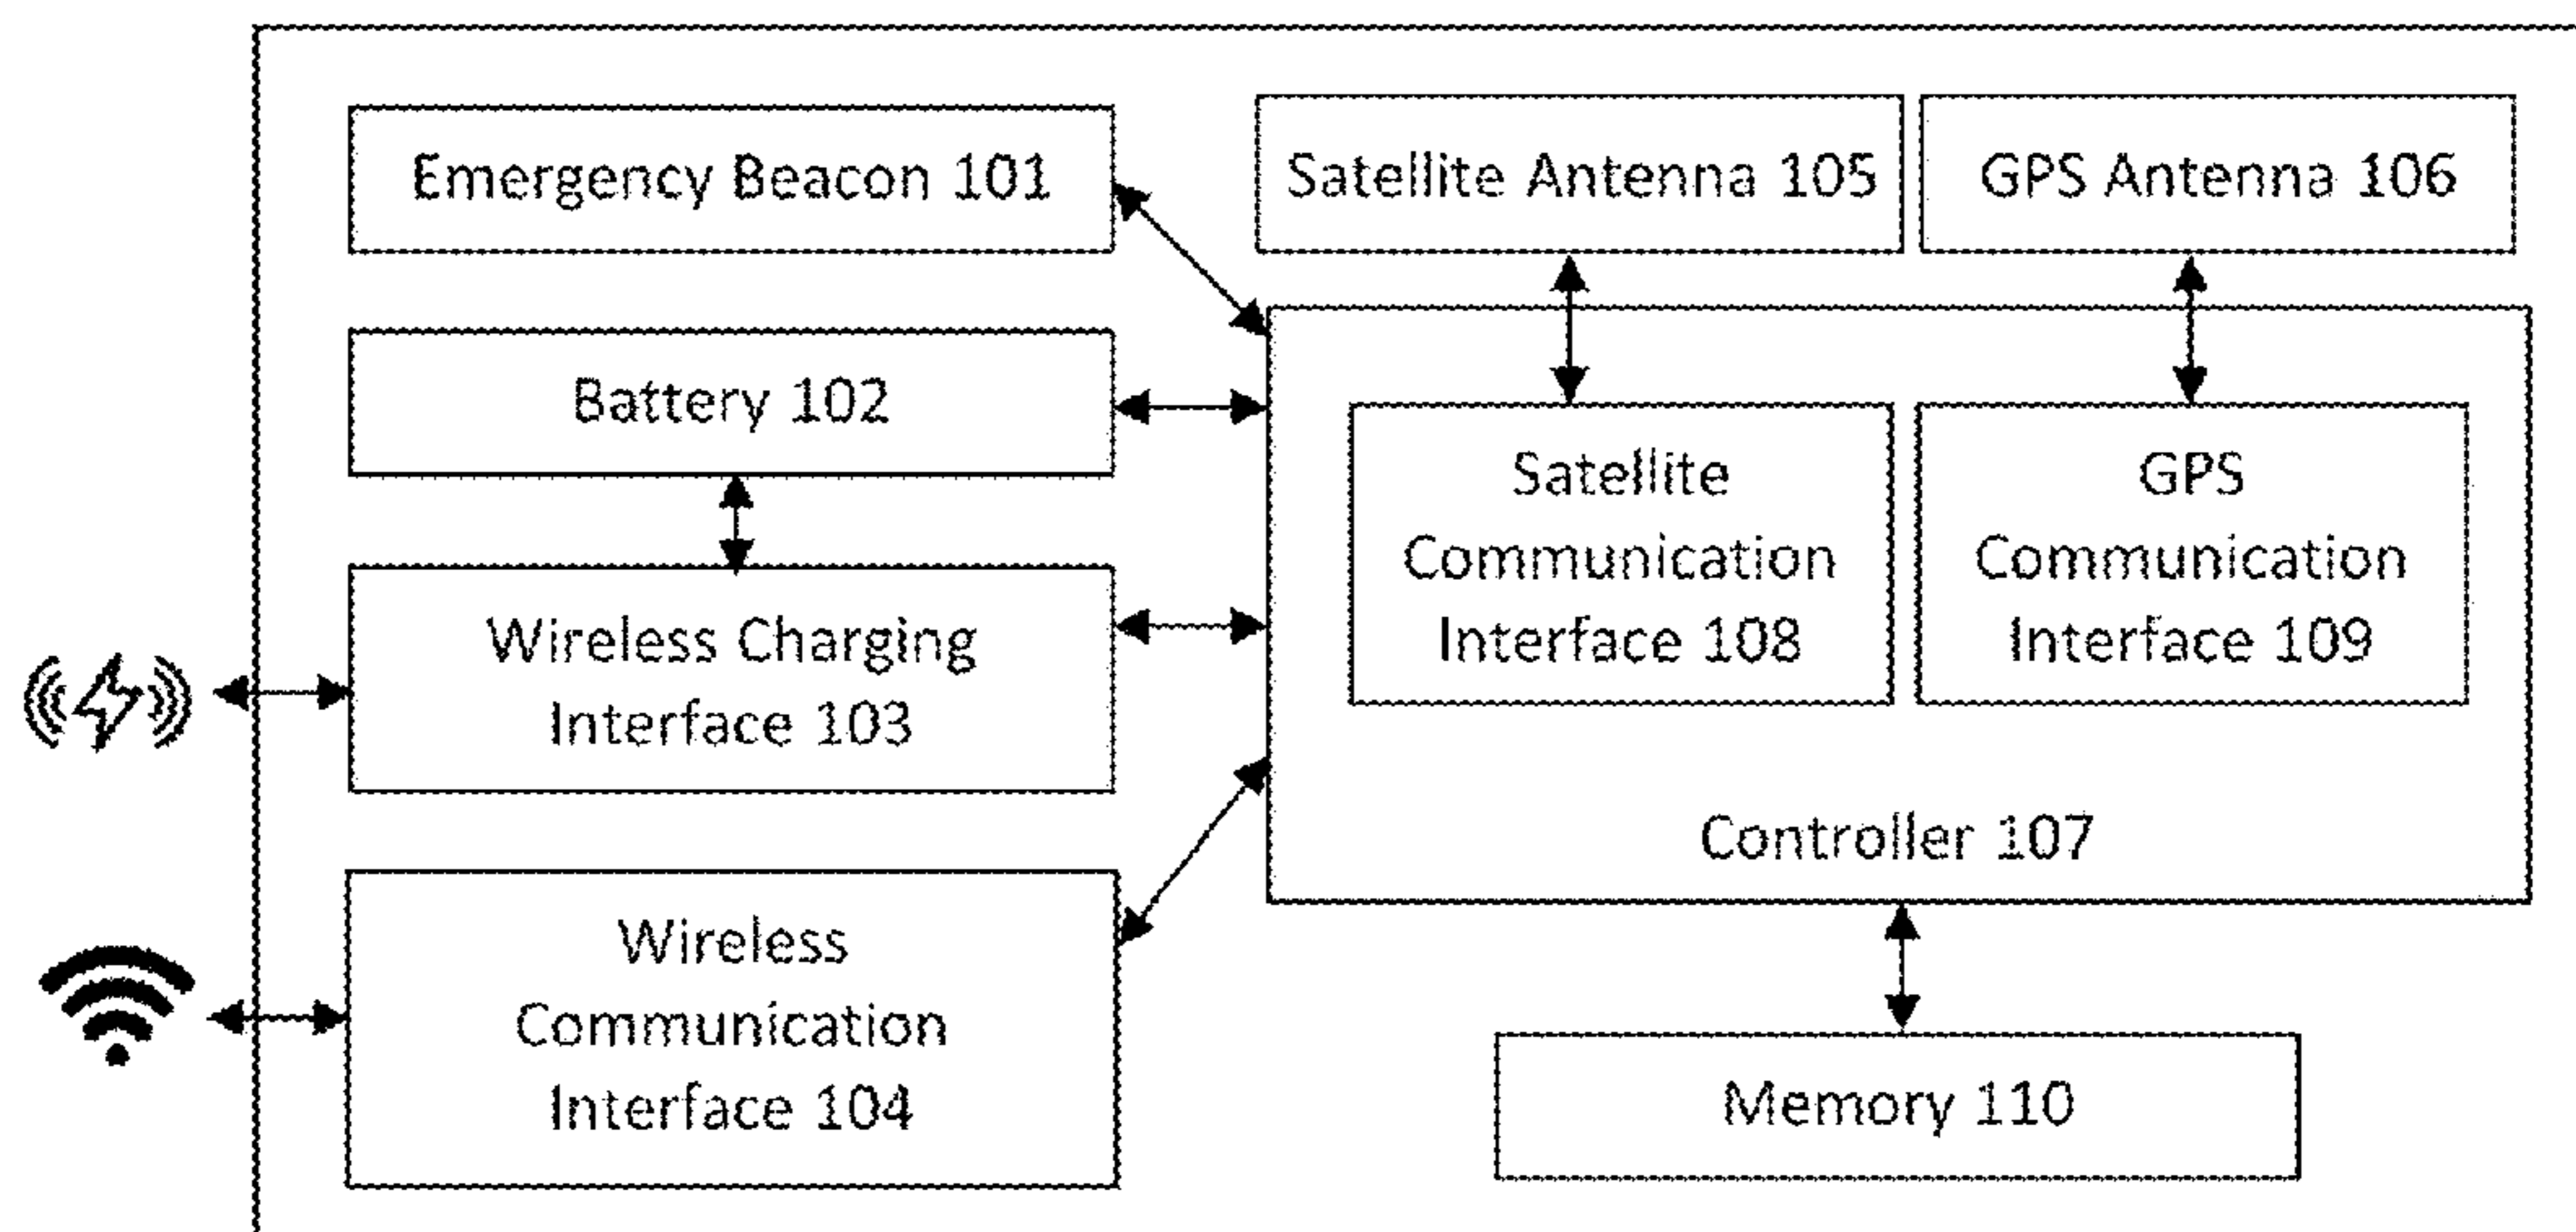 Emergency Beacon 101
Satellite Antenna 105
GPS Antenna 106
Battery 102
Satellite
Communication
Interface 108
GPS
Communication
Interface 109
Wireless Charging
Interface 103
Controller 107
Wireless
Communication
Interface 104
Memory 110